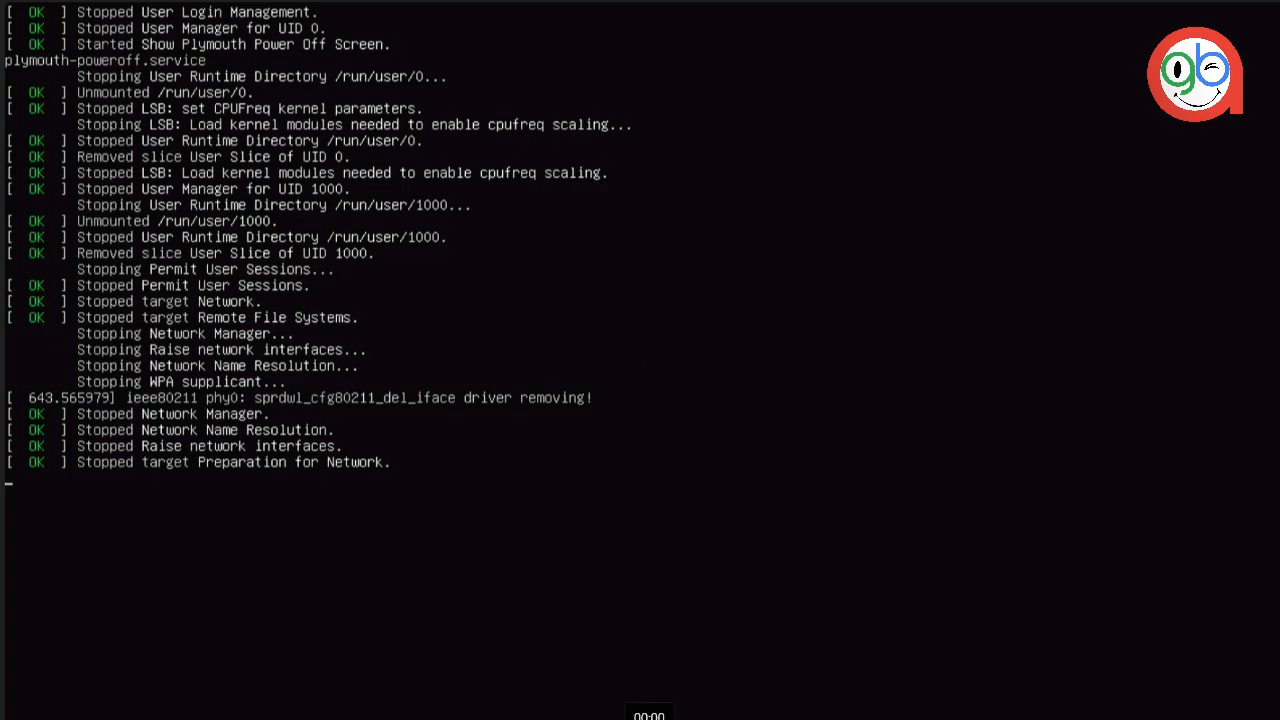 [  OK  ] Stopped User Login Management.
[  OK  ] Stopped User Manager for UID 0.
[  OK  ] Started Show Plymouth Power Off Screen.
plymouth-poweroff.service
         Stopping User Runtime Directory /run/user/0...
[  OK  ] Unmounted /run/user/0.
[  OK  ] Stopped LSB: set CPUFreq kernel parameters.
         Stopping LSB: Load kernel modules needed to enable cpufreq scaling...
[  OK  ] Stopped User Runtime Directory /run/user/0.
[  OK  ] Removed slice User Slice of UID 0.
[  OK  ] Stopped LSB: Load kernel modules needed to enable cpufreq scaling.
[  OK  ] Stopped User Manager for UID 1000.
         Stopping User Runtime Directory /run/user/1000...
[  OK  ] Unmounted /run/user/1000.
[  OK  ] Stopped User Runtime Directory /run/user/1000.
[  OK  ] Removed slice User Slice of UID 1000.
         Stopping Permit User Sessions...
[  OK  ] Stopped Permit User Sessions.
[  OK  ] Stopped target Network.
[  OK  ] Stopped target Remote File Systems.
         Stopping Network Manager...
         Stopping Raise network interfaces...
         Stopping Network Name Resolution...
         Stopping WPA supplicant...
[  643.565979] ieee80211 phy0: sprdwl_cfg80211_del_iface driver removing!
[  OK  ] Stopped Network Manager.
[  OK  ] Stopped Network Name Resolution.
[  OK  ] Stopped Raise network interfaces.
[  OK  ] Stopped target Preparation for Network.
gb
00:00